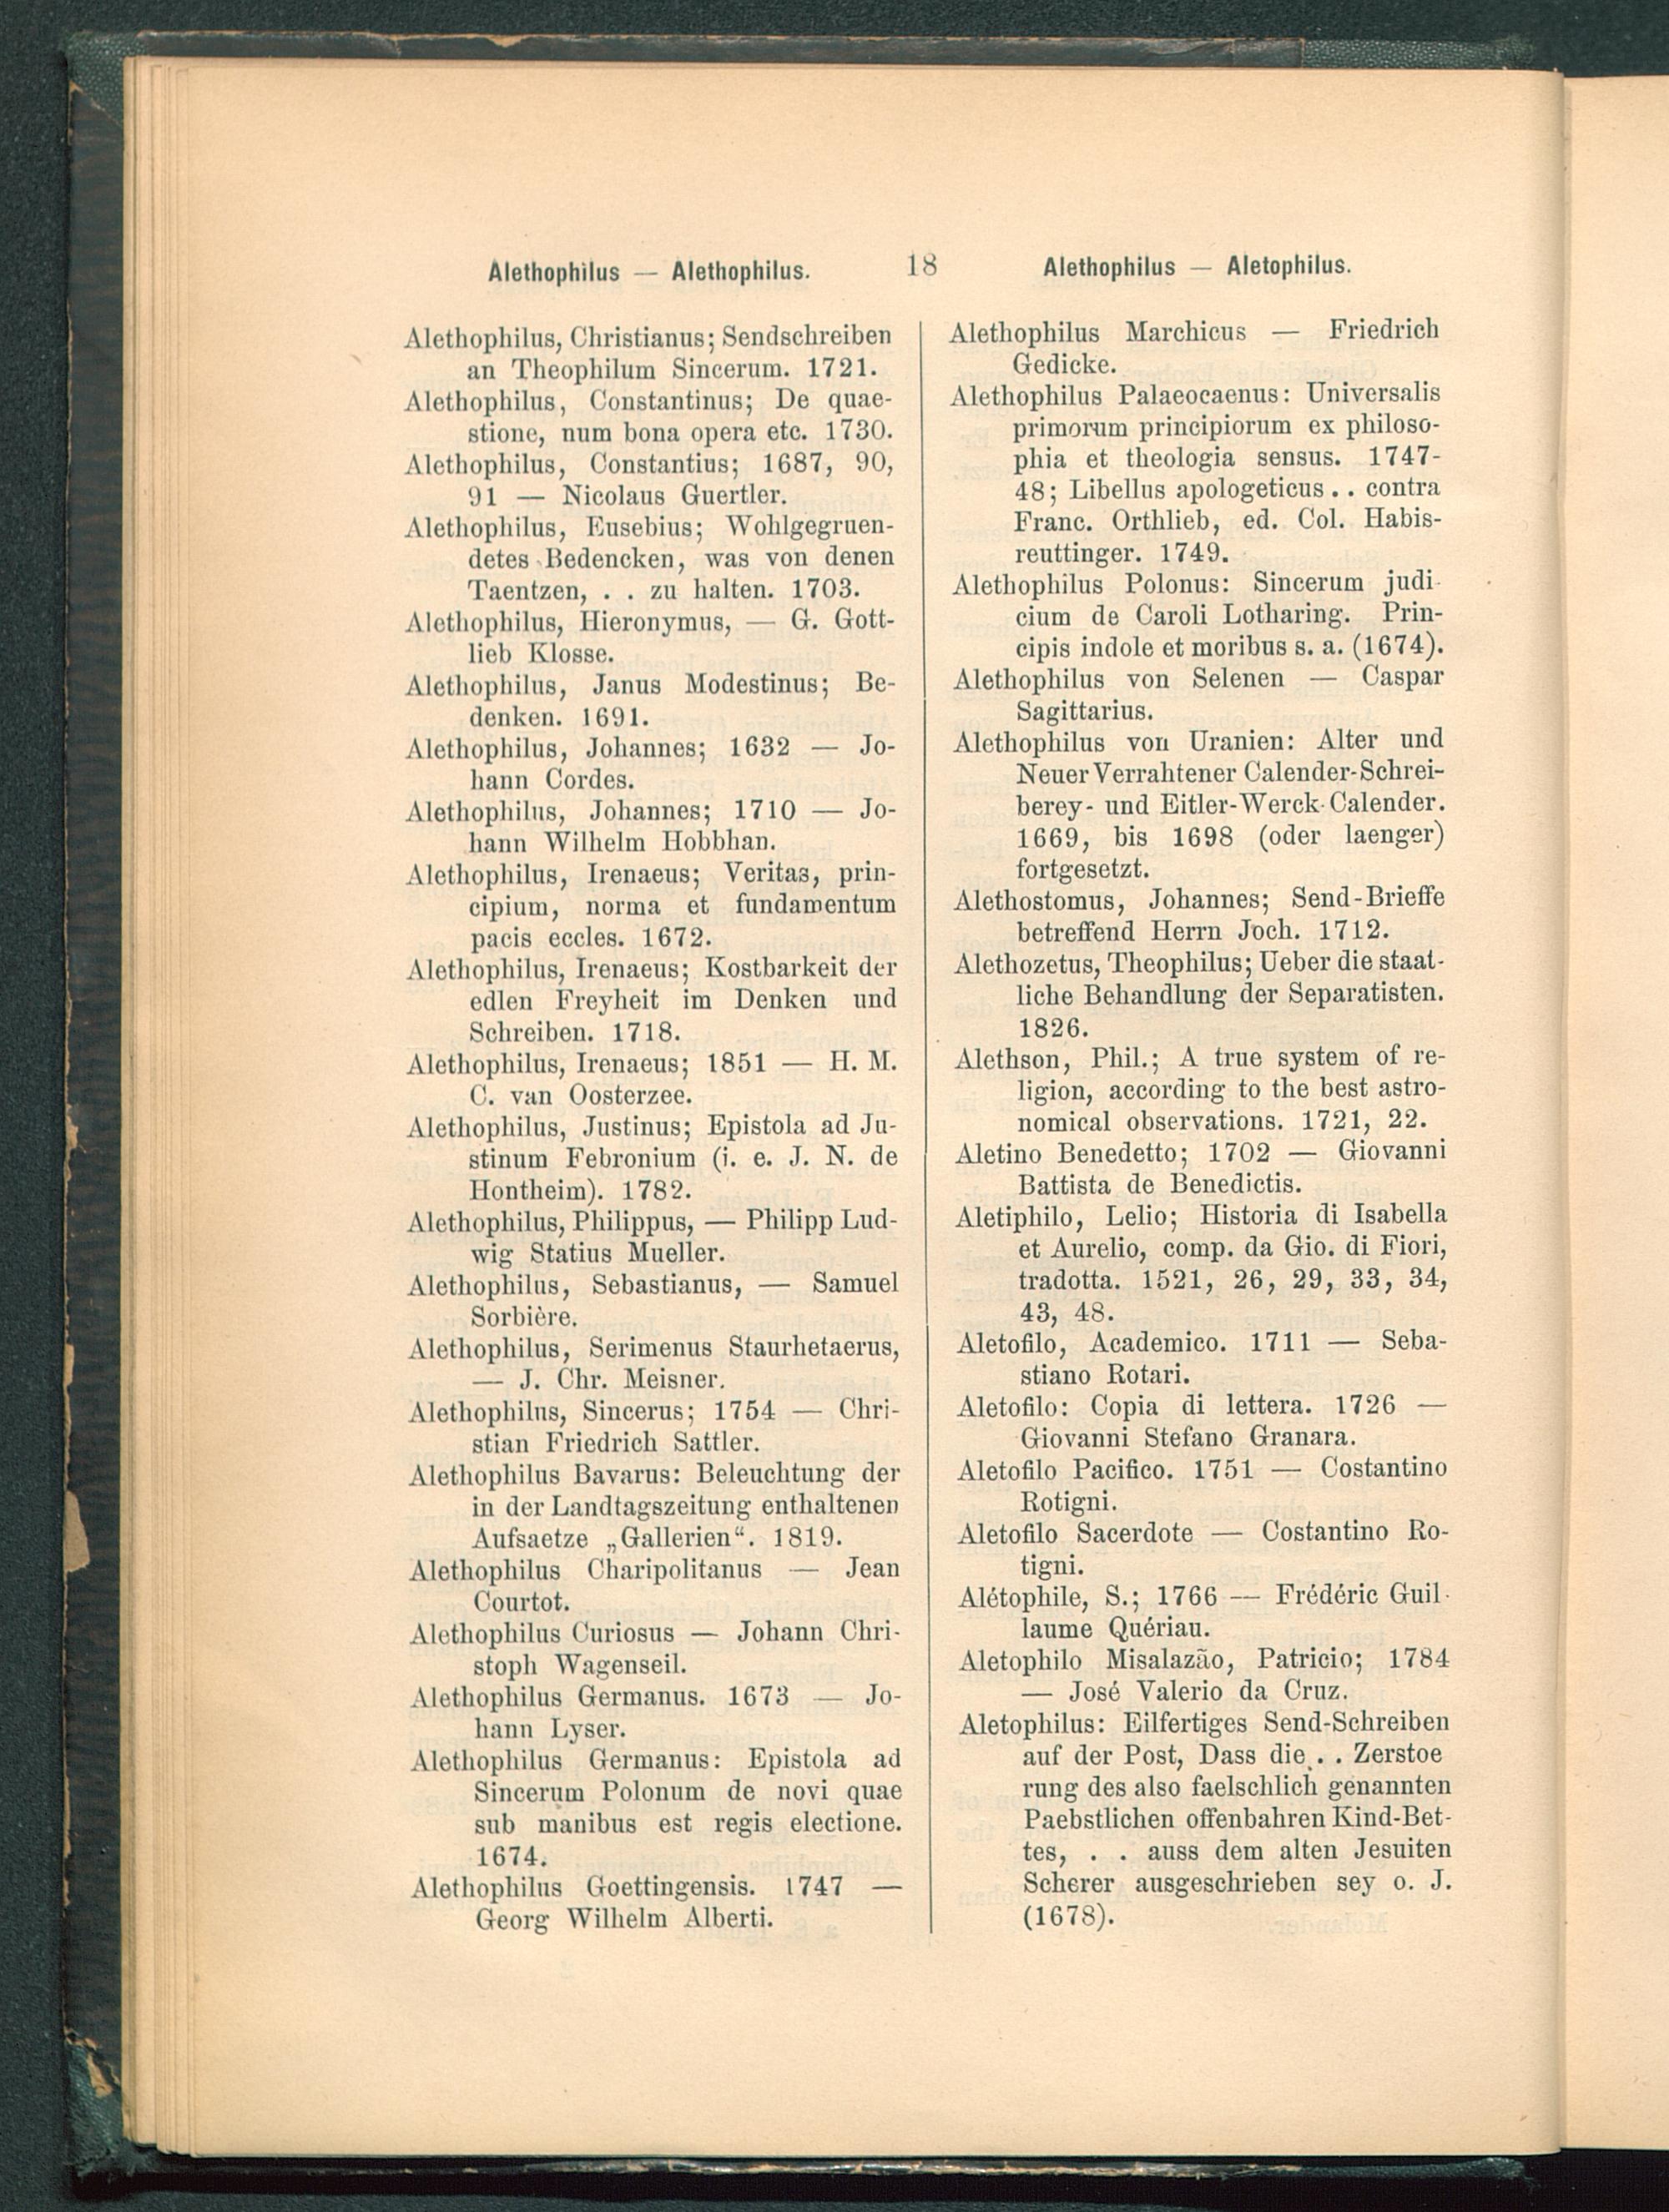 Alethophilus — Alethophilus.
18
Alethophilus — Aletophilus.
Alethophilus, Christianus; Sendschreiben
an Theophilum Sincerum. 1721.
Alethophilus, Constantinus; De quae-
stione, num bona opera etc. 1730.
Alethophilus, Constantius; 1687, 90,
91 — Nicolaus Guertler.
Alethophilus, Eusebius; Wohlgegruen-
detes Bedencken, was von denen
Taentzen, . . zu halten. 1703.
Alethophilus, Hieronymus, — G. Gott-
lieb Klosse.
Alethophilus, Janus Modestinus; Be-
denken. 1691.
Alethophilus, Johannes; 1632 — Jo-
hann Cordes.
Alethophilus, Johannes; 1710 — Jo-
hann Wilhelm Hobbhan.
Alethophilus, Irenaeus; Veritas, prin-
cipium, norma et fundamentum
pacis eccles. 1672.
Alethophilus, Irenaeus; Kostbarkeit der
edlen Freyheit im Denken und
Schreiben. 1718.
Alethophilus, Irenaeus; 1851 — H. M.
C. van Oosterzee.
Alethophilus, Justinus; Epistola ad Ju-
stinum Febronium (i. e. J. N. de
Hontheim). 1782.
Alethophilus, Philippus, — Philipp Lud-
wig Statius Mueller.
Alethophilus, Sebastianus, — Samuel
Sorbière.
Alethophilus, Serimenus Staurhetaerus,
— J. Chr. Meisner.
Alethophilus, Sincerus; 1754 — Chri-
stian Friedrich Sattler.
Alethophilus Bavarus: Beleuchtung der
in der Landtagszeitung enthaltenen
Aufsaetze „Gallerien“. 1819.
Alethophilus Charipolitanus — Jean
Courtot.
Alethophilus Curiosus — Johann Chri-
stoph Wagenseil.
Alethophilus Germanus. 1673 — Jo-
hann Lyser.
Alethophilus Germanus: Epistola ad
Sincerum Polonum de novi quae
sub manibus est regis electione.
1674.
Alethophilus Goettingensis. 1747 —
Georg Wilhelm Alberti.
Alethophilus Marchicus — Friedrich
Gedicke.
Alethophilus Palaeocaenus: Universalis
primorum principiorum ex philoso-
phia et theologia sensus. 1747-
48; Libellus apologeticus . . contra
Franc. Orthlieb, ed. Col. Habis-
reuttinger. 1749.
Alethophilus Polonus: Sincerum judi-
cium de Caroli Lotharing. Prin-
cipis indole et moribus s. a. (1674).
Alethophilus von Selenen — Caspar
Sagittarius.
Alethophilus von Uranien: Alter und
Neuer Verrahtener Calender-Schrei-
berey- und Eitler-Werck-Calender.
1669, bis 1698 (oder laenger)
fortgesetzt.
Alethostomus, Johannes; Send-Brieffe
betreffend Herrn Joch. 1712.
Alethozetus, Theophilus; Ueber die staat-
liche Behandlung der Separatisten.
1826.
Alethson, Phil.; A true system of re-
ligion, according to the best astro-
nomical observations. 1721, 22.
Aletino Benedetto; 1702 — Giovanni
Battista de Benedictis.
Aletiphilo, Lelio; Historia di Isabella
et Aurelio, comp. da Gio. di Fiori,
tradotta. 1521, 26, 29, 33, 34,
43, 48.
Aletofilo, Academico. 1711 — Seba-
stiano Rotari.
Aletofilo: Copia di lettera. 1726 —
Giovanni Stefano Granara.
Aletofilo Pacifico. 1751 — Costantino
Rotigni.
Aletofilo Sacerdote — Costantino Ro-
tigni.
Alétophile, S.; 1766 — Frédéric Guil-
laume Quériau.
Aletophilo Misalazão, Patricio; 1784
— José Valerio da Cruz.
Aletophilus: Eilfertiges Send-Schreiben
auf der Post, Dass die . . Zerstoe
rung des also faelschlich genannten
Paebstlichen offenbahren Kind-Bet-
tes, . . auss dem alten Jesuiten
Scherer ausgeschrieben sey o. J.
(1678).